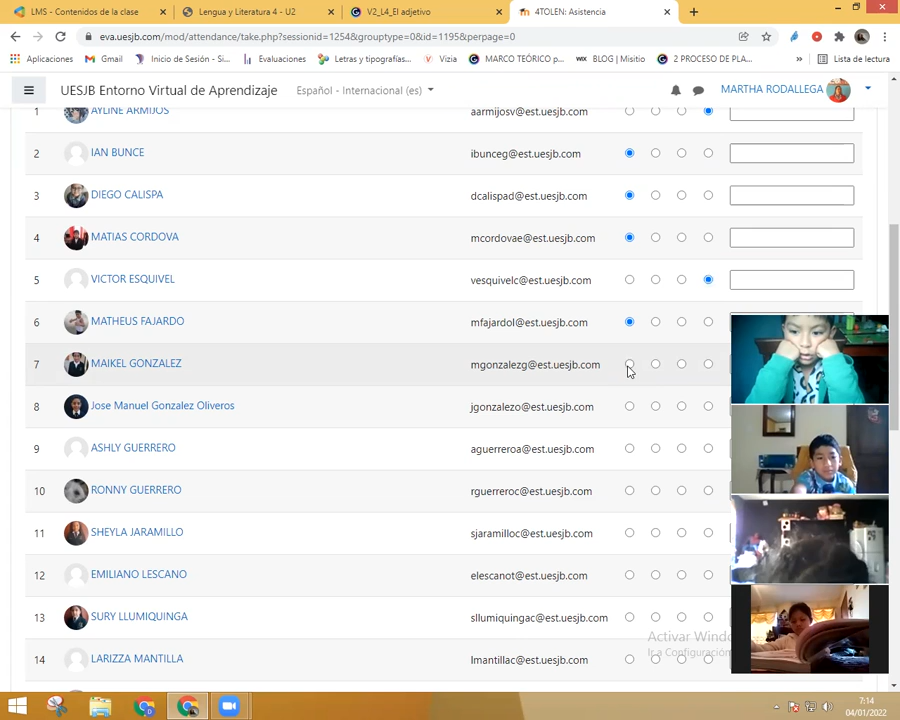 LMS - Contenidos de la clase
Lengua y Literatura 4 - U2
V2_L4_El adjetivo
4TOLEN: Asistencia
eva.uesjb.com/mod/attendance/take.php?sessionid=1254&grouptype=0&id=1195&perpage=0
Aplicaciones
Gmail
Inicio de Sesión - Si...
Evaluaciones
Letras y tipografías...
Vizia
MARCO TEÓRICO p...
WIX BLOG | Misitio
2 PROCESO DE PLA...
Lista de lectura
UESJB Entorno Virtual de Aprendizaje
Español - Internacional (es)
MARTHA RODALLEGA
1 AYLINE ARMIJOS aarmijosv@est.uesjb.com
2 IAN BUNCE ibunceg@est.uesjb.com
3 DIEGO CALISPA dcalispad@est.uesjb.com
4 MATIAS CORDOVA mcordovae@est.uesjb.com
5 VICTOR ESQUIVEL vesquivelc@est.uesjb.com
6 MATHEUS FAJARDO mfajardol@est.uesjb.com
7 MAIKEL GONZALEZ mgonzalezg@est.uesjb.com
8 Jose Manuel Gonzalez Oliveros jgonzalezo@est.uesjb.com
9 ASHLY GUERRERO aguerreroa@est.uesjb.com
10 RONNY GUERRERO rguerreroc@est.uesjb.com
11 SHEYLA JARAMILLO sjaramilloc@est.uesjb.com
12 EMILIANO LESCANO elescanot@est.uesjb.com
13 SURY LLUMIQUINGA sllumiquingac@est.uesjb.com
14 LARIZZA MANTILLA lmantillac@est.uesjb.com
Activar Windo
Ir a Configuración
7:14
04/01/2022